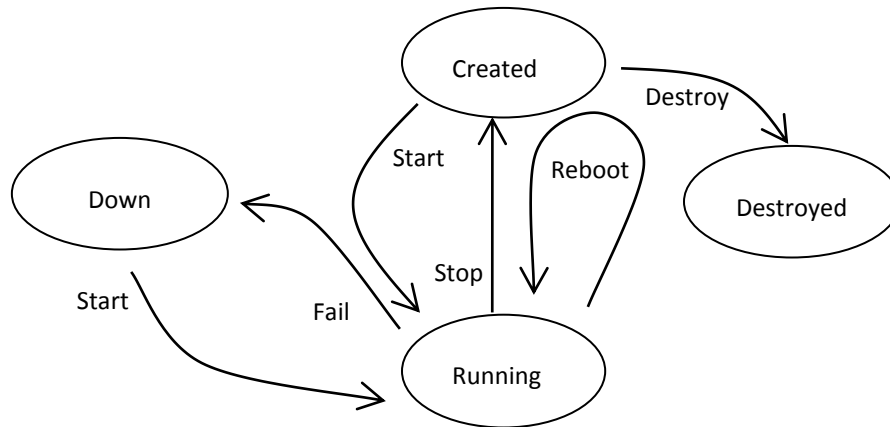 Created
Destroy
Start
Reboot
Down
Destroyed
Stop
Start
Fail
Running